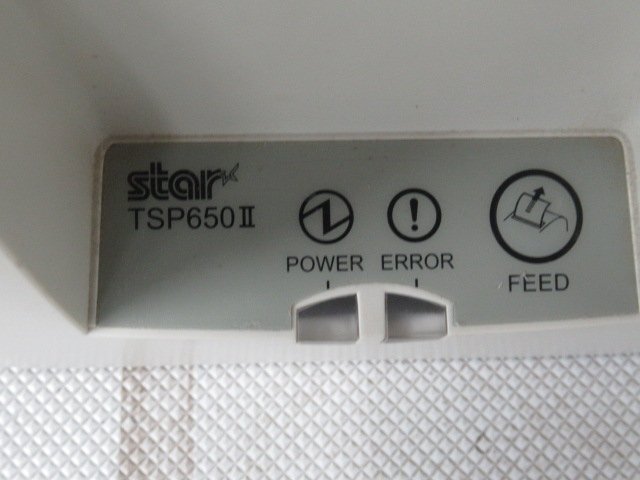 star
TSP650II
POWER ERROR
FEED